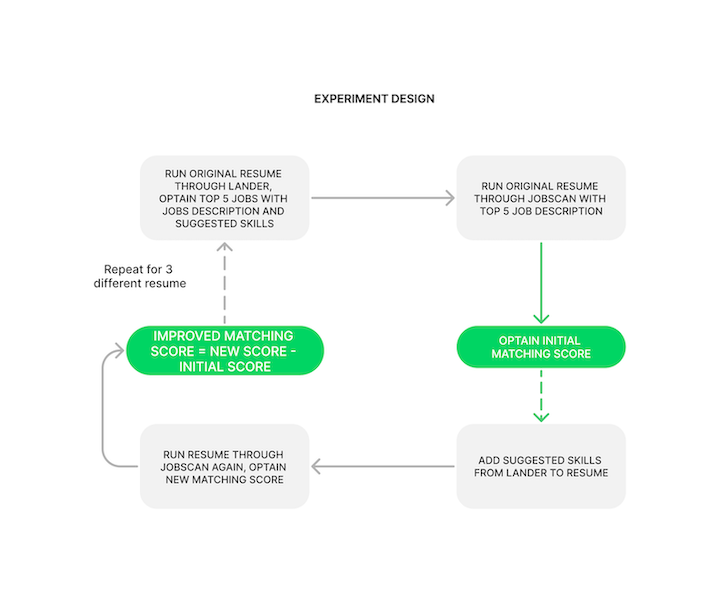 EXPERIMENT DESIGN
RUN ORIGINAL RESUME
THROUGH LANDER,
OPTAIN TOP 5 JOBS WITH
JOBS DESCRIPTION AND
SUGGESTED SKILLS
RUN ORIGINAL RESUME
THROUGH JOBSCAN WITH
TOP 5 JOB DESCRIPTION
Repeat for 3
different resume
IMPROVED MATCHING
SCORE = NEW SCORE -
INITIAL SCORE
OPTAIN INITIAL
MATCHING SCORE
RUN RESUME THROUGH
JOBSCAN AGAIN, OPTAIN
NEW MATCHING SCORE
ADD SUGGESTED SKILLS
FROM LANDER TO RESUME